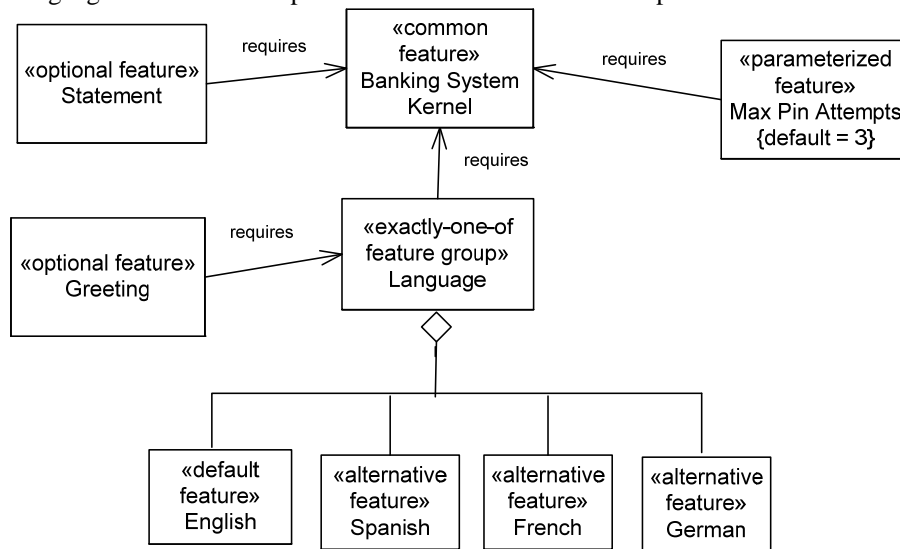 «common
feature»
Banking System
Kernel
requires
«optional feature»
Statement
requires
«parameterized
feature»
Max Pin Attempts
{default = 3}
requires
«exactly-one-of
feature group»
Language
requires
«optional feature»
Greeting
«default
feature»
English
«alternative
feature»
Spanish
«alternative
feature»
French
«alternative
feature»
German